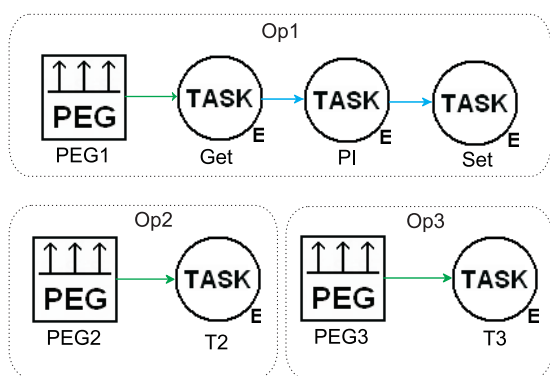 Op1
PEG TASK TASK TASK
E E E
PEG1 Get PI Set
Op2
PEG TASK
E
PEG2 T2
Op3
PEG TASK
E
PEG3 T3